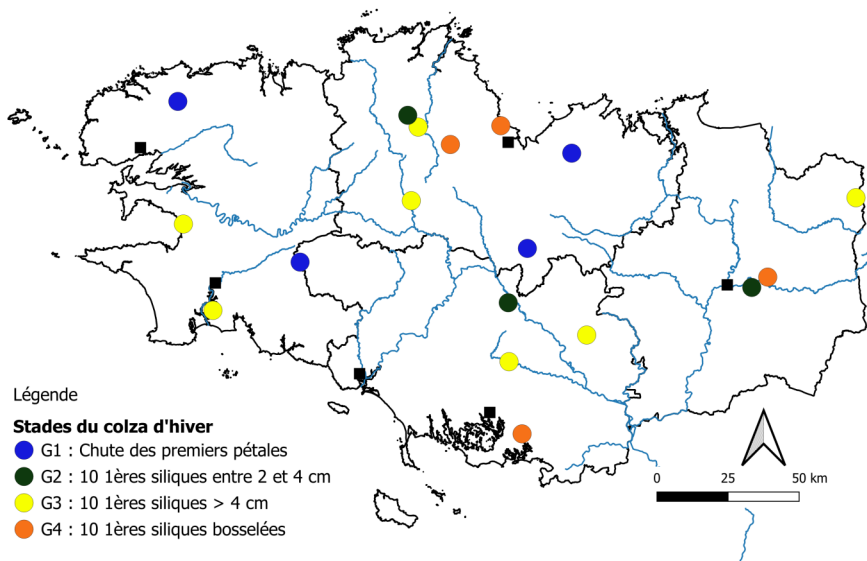 Légende
Stades du colza d'hiver
G1 : Chute des premiers pétales
G2 : 10 1ères siliques entre 2 et 4 cm
G3 : 10 1ères siliques > 4 cm
G4 : 10 1ères siliques bosselées
0 25 50 km